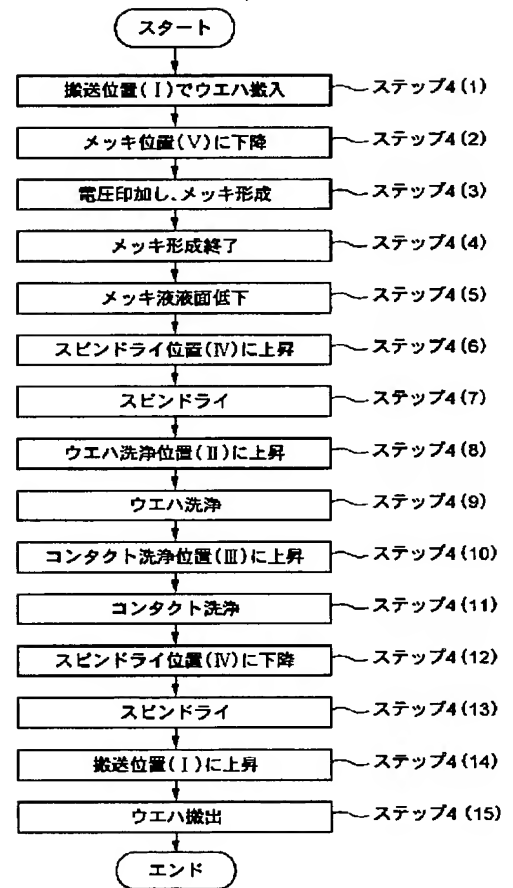 スタート
搬送位置(Ⅰ)でウエハ搬入 ステップ4(1)
メッキ位置(Ⅴ)に下降 ステップ4(2)
電圧印加し、メッキ形成 ステップ4(3)
メッキ形成終了 ステップ4(4)
メッキ液液面低下 ステップ4(5)
スピンドライ位置(Ⅳ)に上昇 ステップ4(6)
スピンドライ ステップ4(7)
ウエハ洗浄位置(Ⅱ)に上昇 ステップ4(8)
ウエハ洗浄 ステップ4(9)
コンタクト洗浄位置(Ⅲ)に上昇 ステップ4(10)
コンタクト洗浄 ステップ4(11)
スピンドライ位置(Ⅳ)に下降 ステップ4(12)
スピンドライ ステップ4(13)
搬送位置(Ⅰ)に上昇 ステップ4(14)
ウエハ搬出 ステップ4(15)
エンド